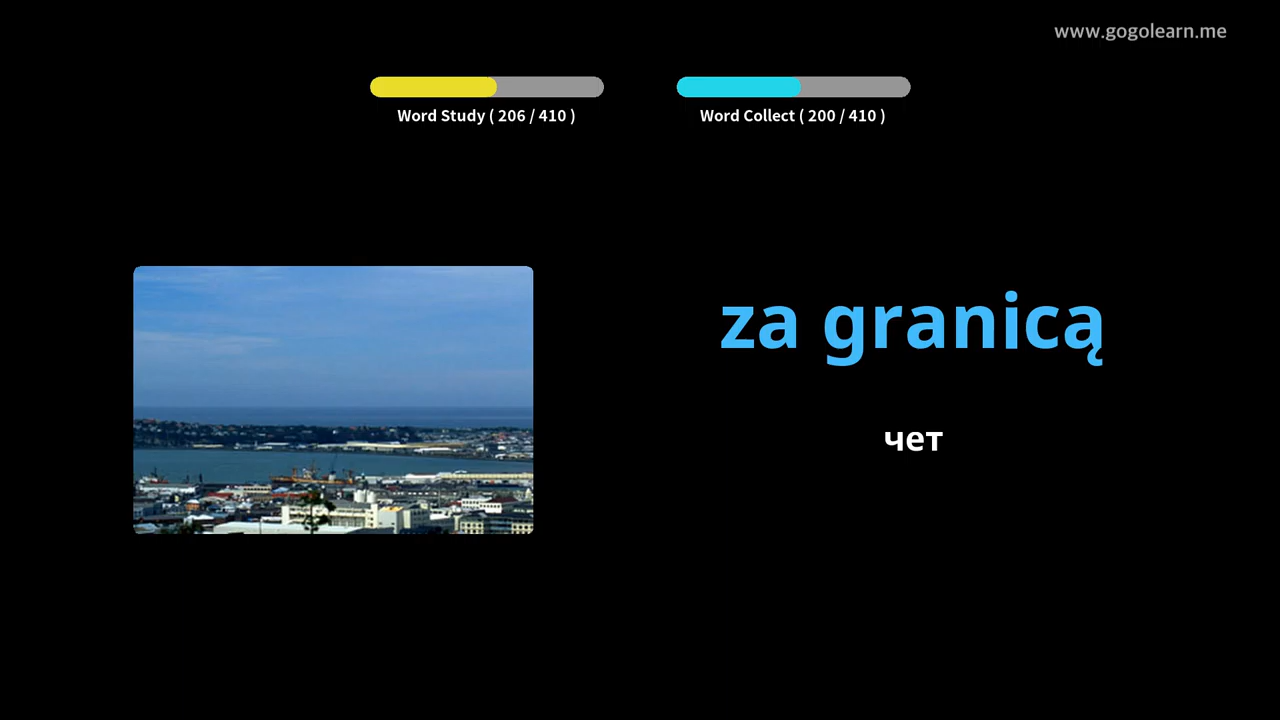 www.gogolearn.me
Word Study ( 206 / 410 )
Word Collect ( 200 / 410 )
za granicą
чет